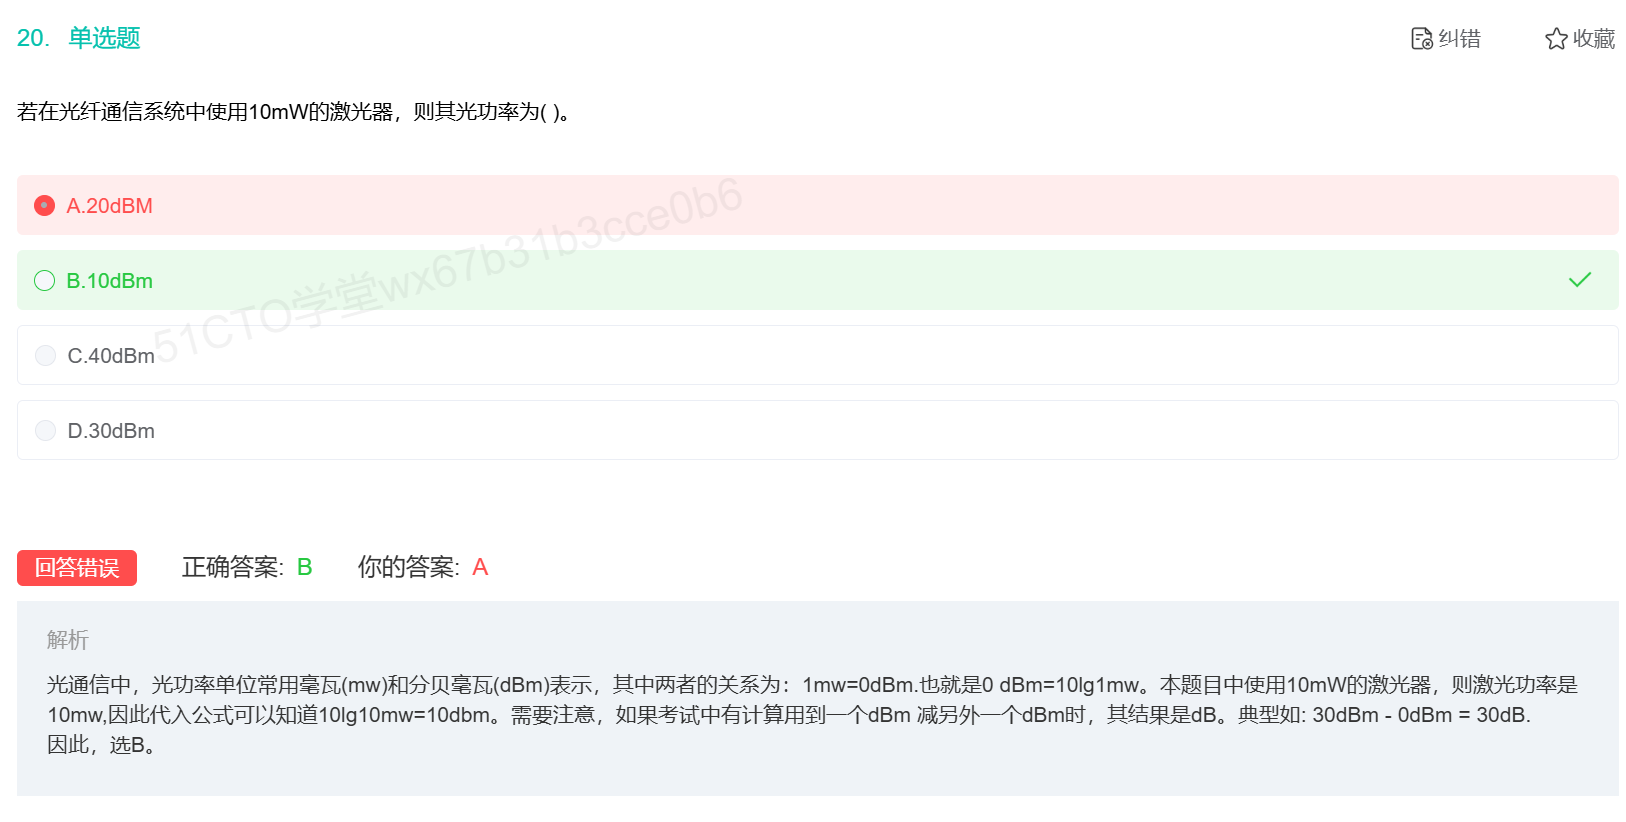 20. 单选题
纠错
收藏
若在光纤通信系统中使用10mW的激光器，则其光功率为( )。
A.20dBM
B.10dBm
C.40dBm
D.30dBm
51CTO学堂wx67b31b3cce0b6
回答错误 正确答案: B 你的答案: A
解析
光通信中，光功率单位常用毫瓦(mw)和分贝毫瓦(dBm)表示，其中两者的关系为：1mw=0dBm.也就是0 dBm=10lg1mw。本题目中使用10mW的激光器，则激光功率是
10mw,因此代入公式可以知道10lg10mw=10dbm。需要注意，如果考试中有计算用到一个dBm 减另外一个dBm时，其结果是dB。典型如: 30dBm - 0dBm = 30dB.
因此，选B。